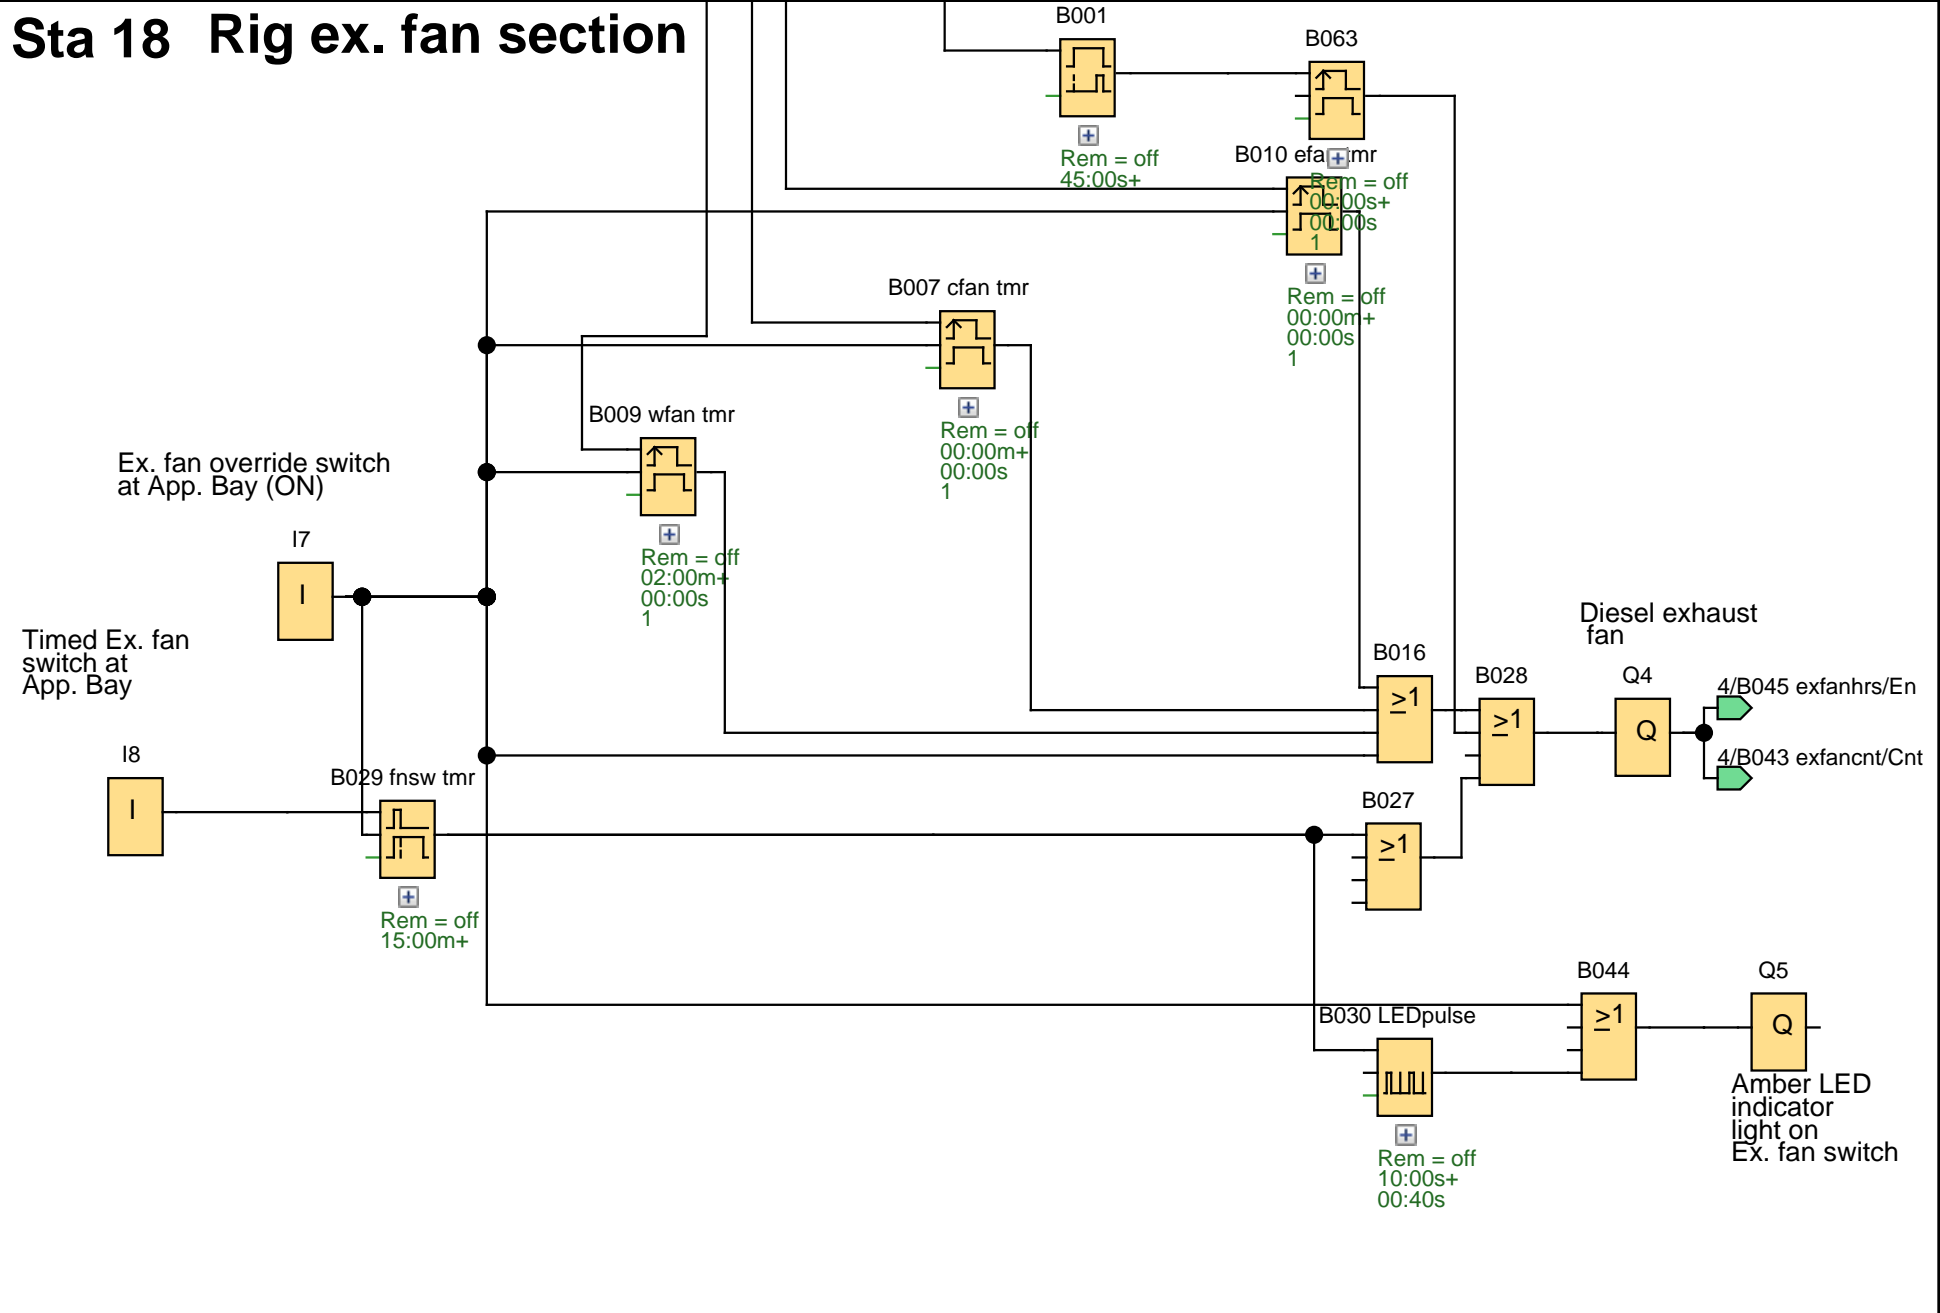 Sta 18 Rig ex. fan section
B001
Rem = off
45:00s+
B063
Rem = off
00:00s+
00:00s
1
B010 efan tmr
Rem = off
00:00m+
00:00s
1
B007 cfan tmr
Rem = off
00:00m+
00:00s
1
B009 wfan tmr
Rem = off
02:00m+
00:00s
1
Ex. fan override switch
at App. Bay (ON)
I7
I
Timed Ex. fan
switch at
App. Bay
I8
I
B029 fnsw tmr
Rem = off
15:00m+
B016
≥1
B028
≥1
Diesel exhaust
fan
Q4
Q
4/B045 exfanhrs/En
4/B043 exfancnt/Cnt
B027
≥1
B030 LEDpulse
Rem = off
10:00s+
00:40s
B044
≥1
Q5
Q
Amber LED
indicator
light on
Ex. fan switch